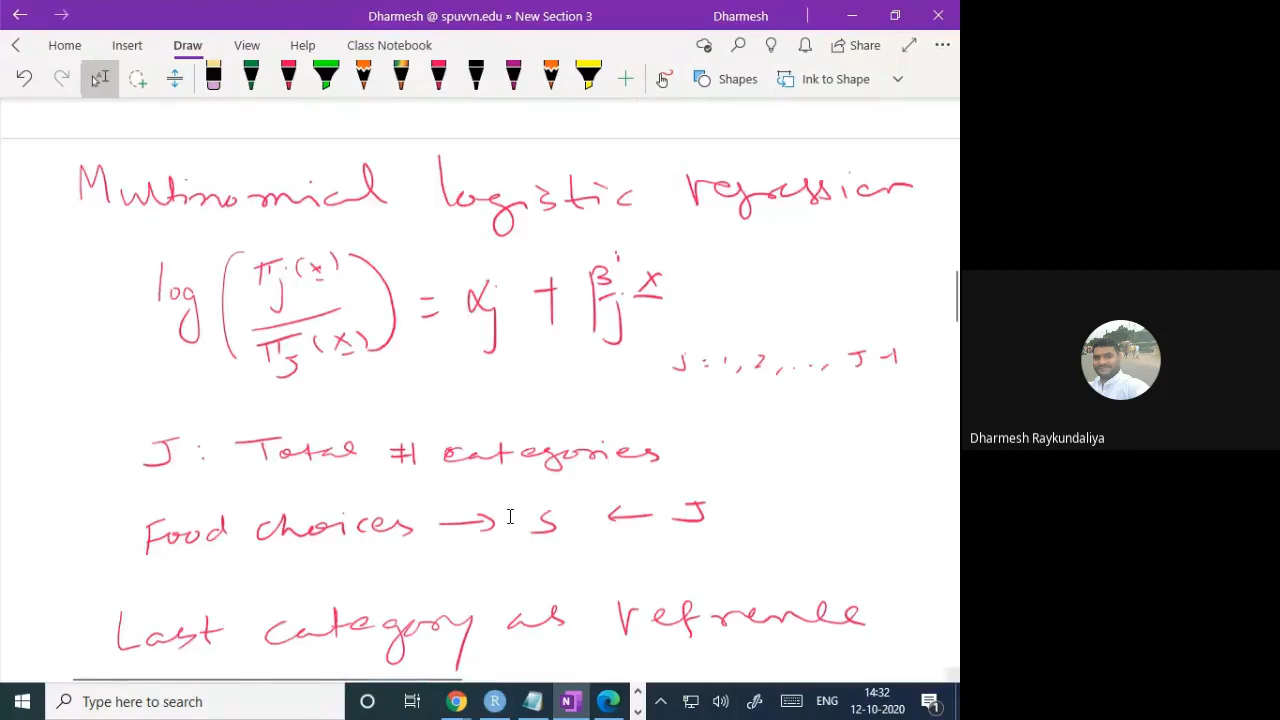 Dharmesh @ spuvvn.edu » New Section 3
Dharmesh
Home Insert Draw View Help Class Notebook Share
Shapes Ink to Shape
Multinomial logistic regression
log (πj(x) / πJ(x)) = αj + βj' x
j = 1, 2, ..., J-1
J : Total # categories
Food choices → 5 ← J
Last category as reference
Dharmesh Raykundaliya
Type here to search
ENG
14:32
12-10-2020
1